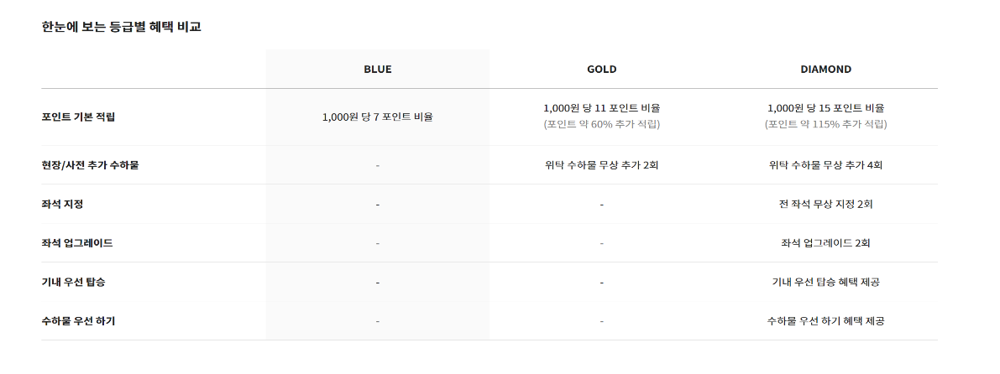 한눈에 보는 등급별 혜택 비교
BLUE GOLD DIAMOND
포인트 기본 적립 1,000원 당 7 포인트 비율 1,000원 당 11 포인트 비율 1,000원 당 15 포인트 비율
(포인트 약 60% 추가 적립) (포인트 약 115% 추가 적립)
현장/사전 추가 수하물 - 위탁 수하물 무상 추가 2회 위탁 수하물 무상 추가 4회
좌석 지정 - - 전 좌석 무상 지정 2회
좌석 업그레이드 - - 좌석 업그레이드 2회
기내 우선 탑승 - - 기내 우선 탑승 혜택 제공
수하물 우선 하기 - - 수하물 우선 하기 혜택 제공